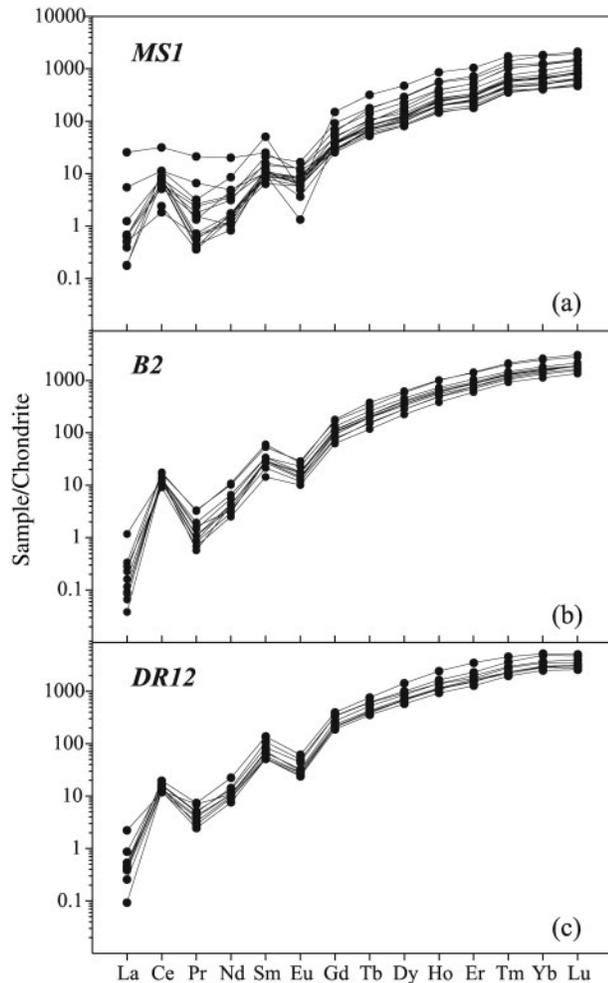 10000
1000
100
10
1
0.1
MS1
(a)
1000
100
10
1
0.1
B2
(b)
Sample/Chondrite
1000
100
10
1
0.1
DR12
(c)
La Ce Pr Nd Sm Eu Gd Tb Dy Ho Er Tm Yb Lu